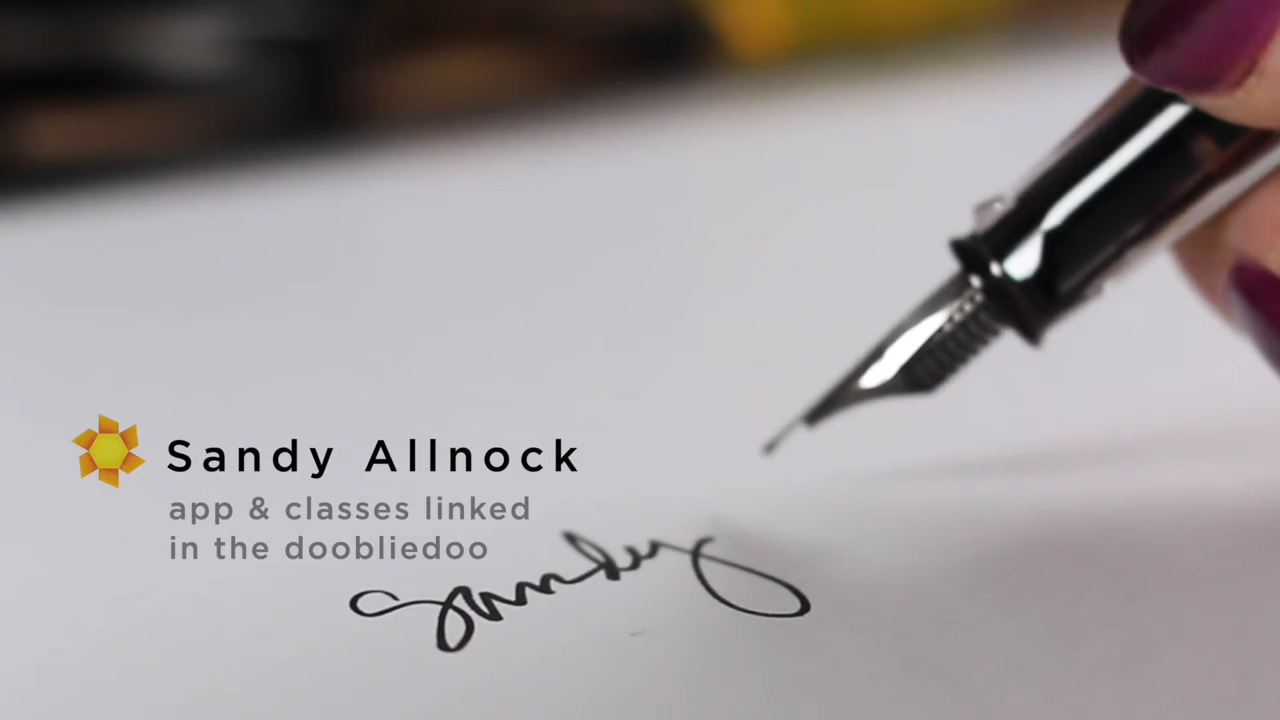 Sandy Allnock
app & classes linked
in the doobliedoo
Sandy